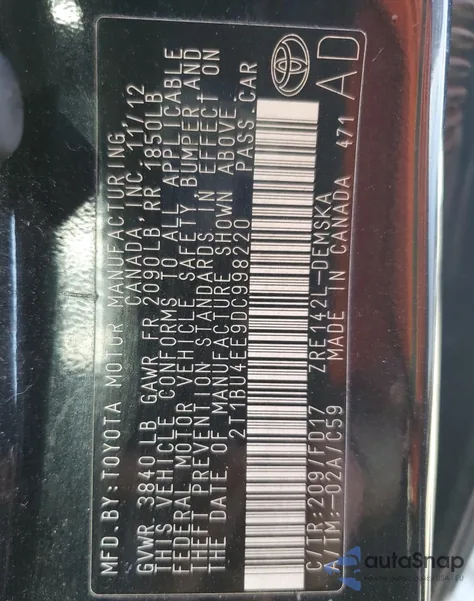 MFD.BY:TOYOTA MOTOR MANUFACTURING
CANADA, INC. 11/12
GVWR 3840 LB GAWR FR 2090LB, RR 1850LB
THIS VEHICLE CONFORMS TO ALL APPLICABLE
FEDERAL MOTOR VEHICLE SAFETY, BUMPER AND
THEFT PREVENTION STANDARDS IN EFFECT ON
THE DATE OF MANUFACTURE SHOWN ABOVE.
2T1BU4EE9DC998220 PASS.CAR
C/TR:209/FD17 ZRE142L-DEMSKA
A/TM:-02A/C59 MADE IN CANADA 471
AD
autoSnap